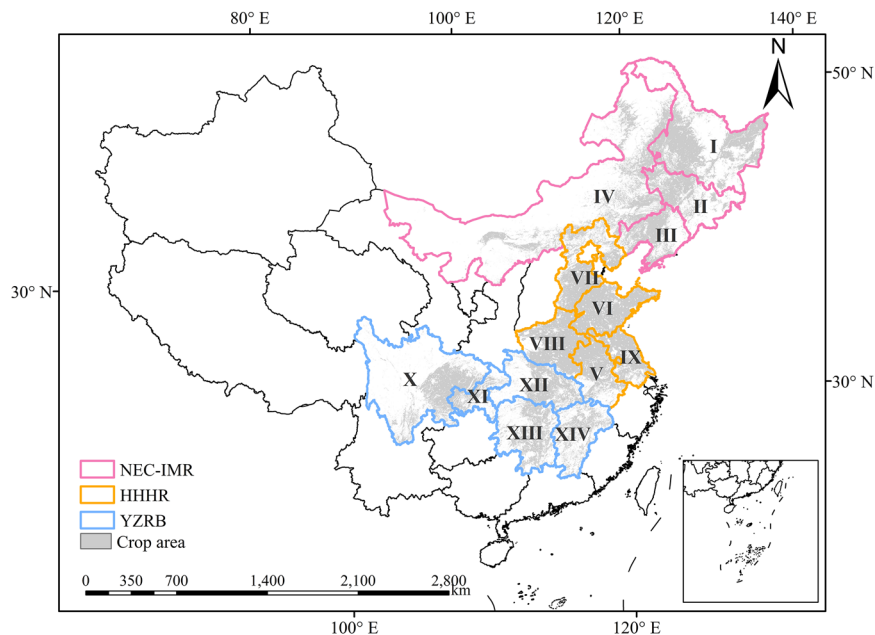 80° E
100° E
120° E
140° E
N
50° N
I
IV
II
III
VII
30° N
VI
VIII
IX
V
X
XII
XI
30° N
XIII
XIV
NEC-IMR
HHHR
YZRB
Crop area
0 350 700 1,400 2,100 2,800
km
100° E
120° E